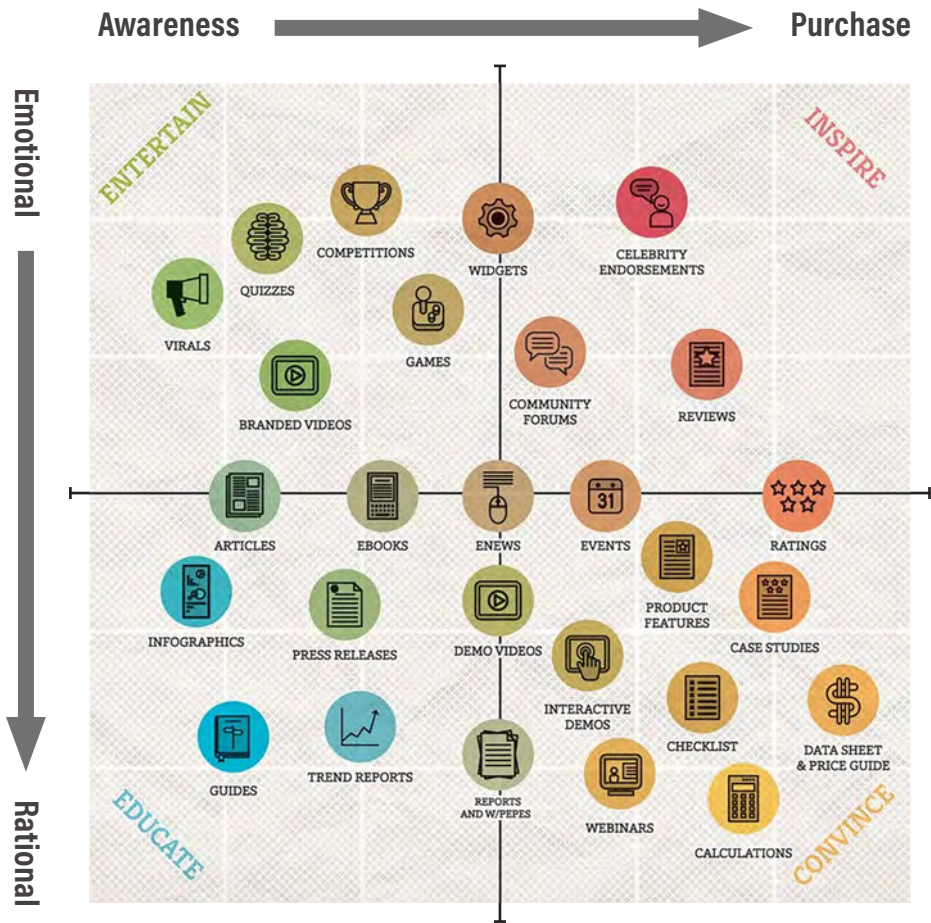 Awareness
Purchase
Emotional
Rational
ENTERTAIN
INSPIRE
COMPETITIONS
WIDGETS
CELEBRITY
ENDORSEMENTS
QUIZZES
VIRALS
GAMES
BRANDED VIDEOS
COMMUNITY
FORUMS
REVIEWS
31
ARTICLES
EBOOKS
ENEWS
EVENTS
RATINGS
INFOGRAPHICS
PRESS RELEASES
DEMO VIDEOS
PRODUCT
FEATURES
CASE STUDIES
INTERACTIVE
DEMOS
CHECKLIST
DATA SHEET
& PRICE GUIDE
GUIDES
TREND REPORTS
REPORTS
AND W/PEPES
WEBINARS
CALCULATIONS
EDUCATE
CONVINCE